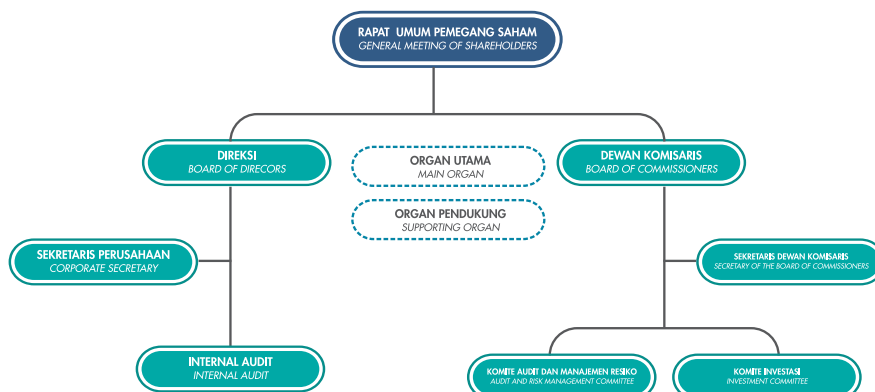 RAPAT UMUM PEMEGANG SAHAM
GENERAL MEETING OF SHAREHOLDERS
DIREKSI
BOARD OF DIRECORS
ORGAN UTAMA
MAIN ORGAN
DEWAN KOMISARIS
BOARD OF COMMISSIONERS
ORGAN PENDUKUNG
SUPPORTING ORGAN
SEKRETARIS PERUSAHAAN
CORPORATE SECRETARY
SEKRETARIS DEWAN KOMISARIS
SECRETARY OF THE BOARD OF COMMISSIONERS
INTERNAL AUDIT
INTERNAL AUDIT
KOMITE AUDIT DAN MANAJEMEN RESIKO
AUDIT AND RISK MANAGEMENT COMMITTEE
KOMITE INVESTASI
INVESTMENT COMMITTEE